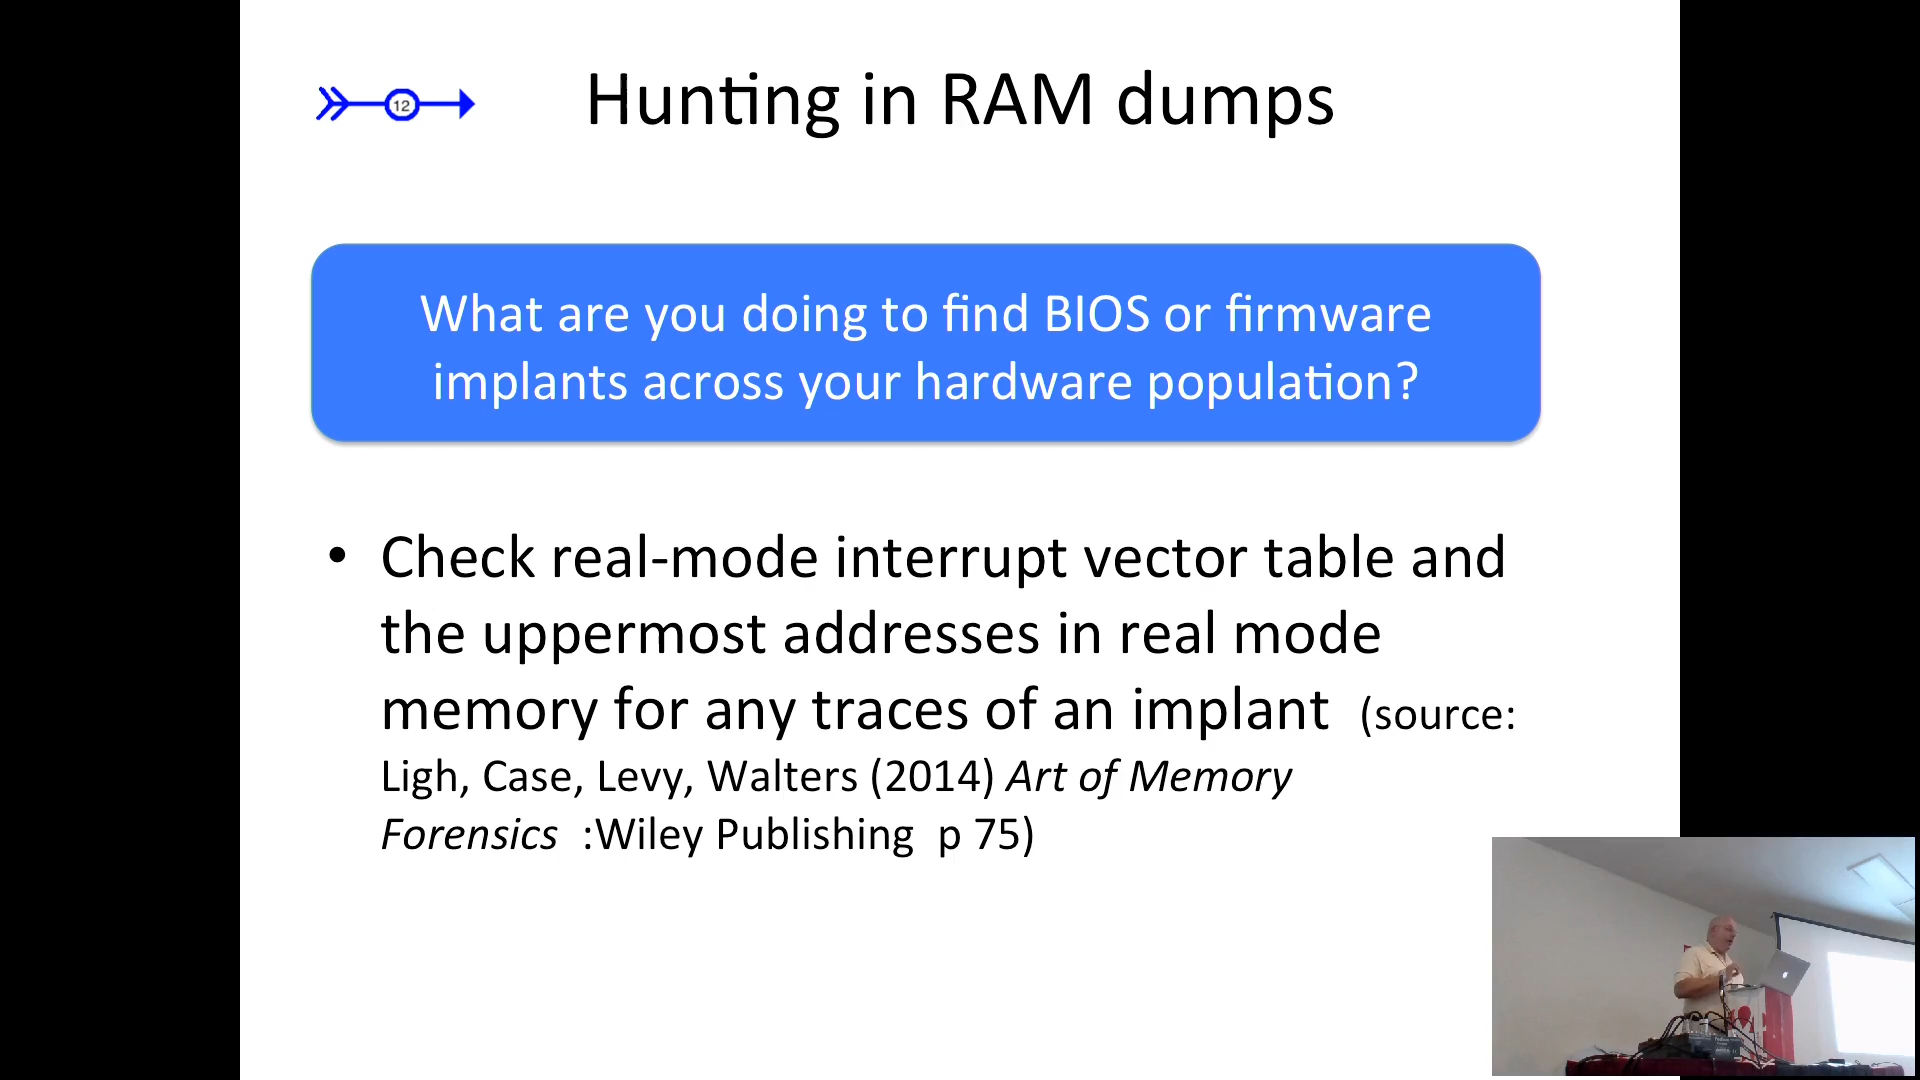 12
Hunting in RAM dumps
What are you doing to find BIOS or firmware
implants across your hardware population?
• Check real-mode interrupt vector table and
the uppermost addresses in real mode
memory for any traces of an implant (source:
Ligh, Case, Levy, Walters (2014) Art of Memory
Forensics :Wiley Publishing p 75)